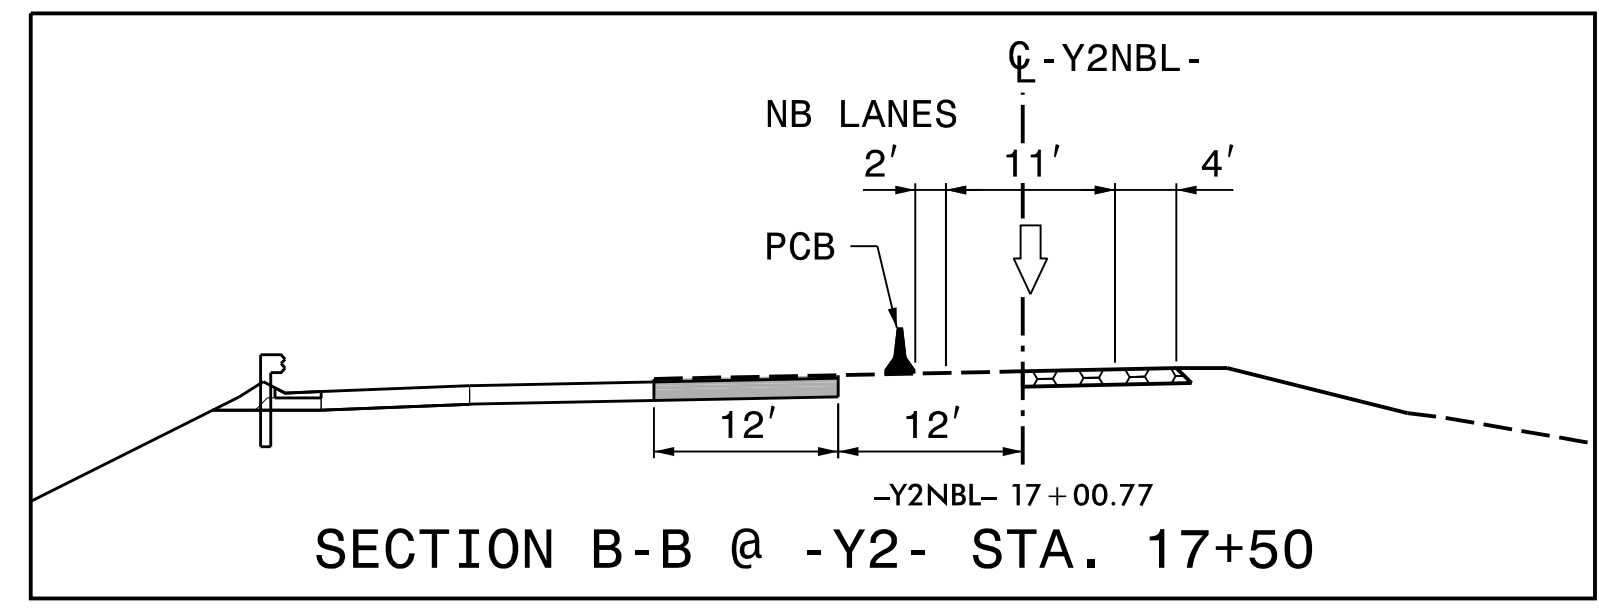 ℄ -Y2NBL-
NB LANES
2' 11' 4'
PCB
12' 12'
-Y2NBL- 17+00.77
SECTION B-B @ -Y2- STA. 17+50